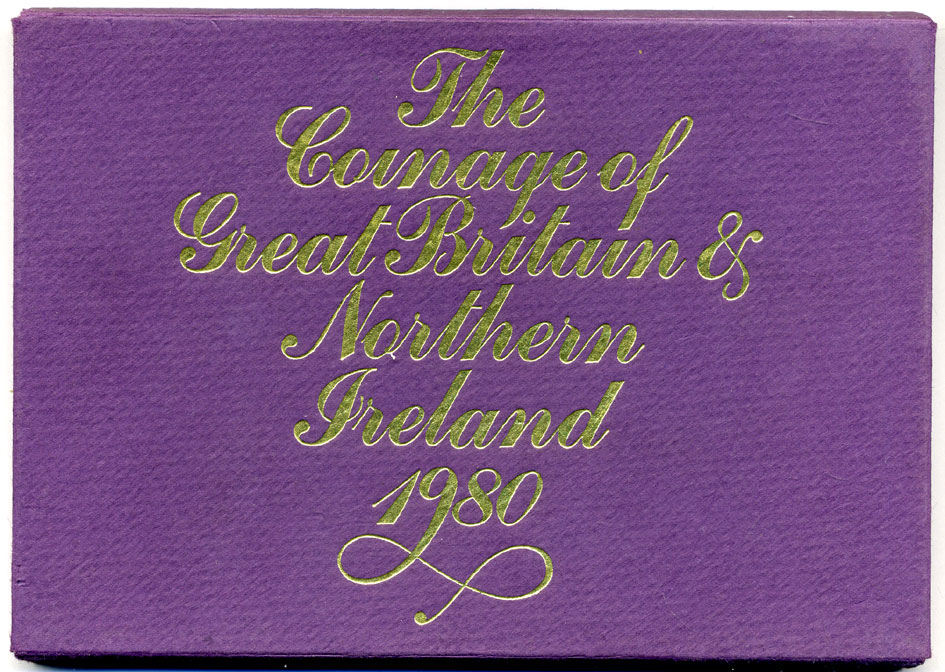 The
Coinage of
Great Britain &
Northern
Ireland
1980